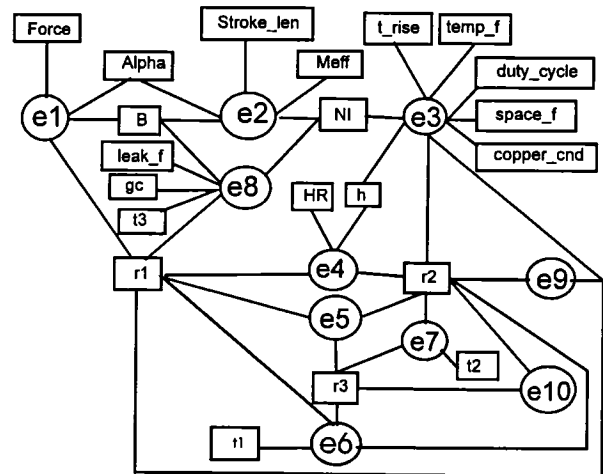 Force
Stroke_len
t_rise
temp_f
Alpha
Meff
duty_cycle
e1
B
e2
NI
e3
space_f
leak_f
copper_cnd
gc
e8
HR
h
t3
r1
e4
r2
e9
e5
e7
t2
r3
e10
t1
e6